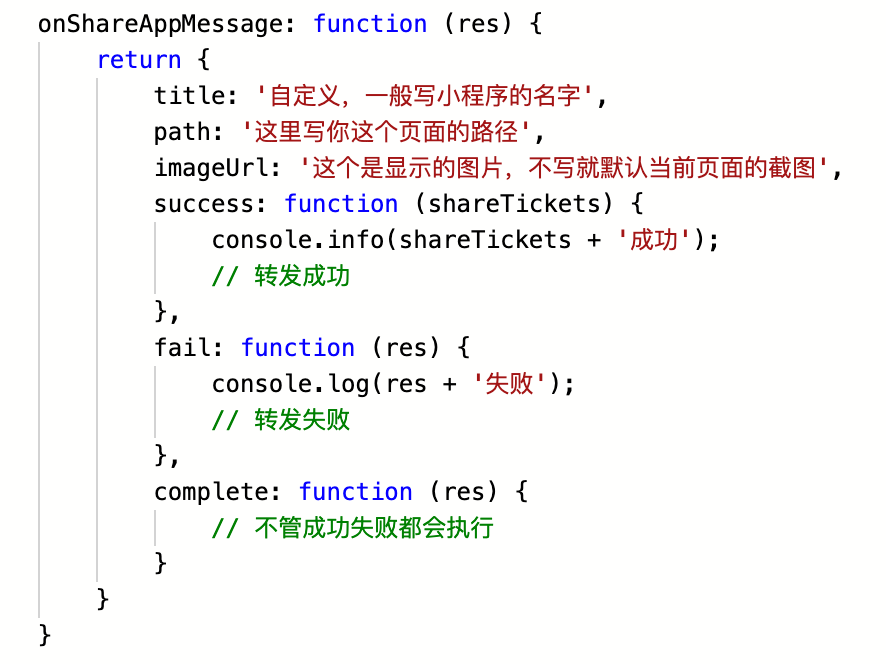 onShareAppMessage: function (res) {
    return {
        title: '自定义，一般写小程序的名字',
        path: '这里写你这个页面的路径',
        imageUrl: '这个是显示的图片，不写就默认当前页面的截图',
        success: function (shareTickets) {
            console.info(shareTickets + '成功');
            // 转发成功
        },
        fail: function (res) {
            console.log(res + '失败');
            // 转发失败
        },
        complete: function (res) {
            // 不管成功失败都会执行
        }
    }
}